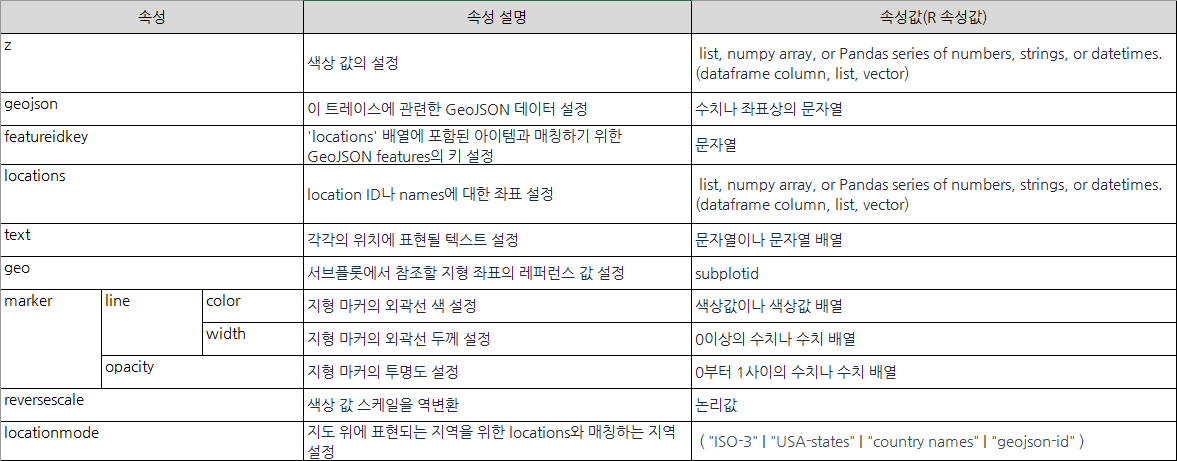 속성 속성 설명 속성값(R 속성값)
z 색상 값의 설정 list, numpy array, or Pandas series of numbers, strings, or datetimes.
(dataframe column, list, vector)
geojson 이 트레이스에 관련한 GeoJSON 데이터 설정 수치나 좌표상의 문자열
featureidkey 'locations' 배열에 포함된 아이템과 매칭하기 위한
GeoJSON features의 키 설정 문자열
locations location ID나 names에 대한 좌표 설정 list, numpy array, or Pandas series of numbers, strings, or datetimes.
(dataframe column, list, vector)
text 각각의 위치에 표현될 텍스트 설정 문자열이나 문자열 배열
geo 서브플롯에서 참조할 지형 좌표의 레퍼런스 값 설정 subplotid
marker line color 지형 마커의 외곽선 색 설정 색상값이나 색상값 배열
width 지형 마커의 외곽선 두께 설정 0이상의 수치나 수치 배열
opacity 지형 마커의 투명도 설정 0부터 1사이의 수치나 수치 배열
reversescale 색상 값 스케일을 역변환 논리값
locationmode 지도 위에 표현되는 지역을 위한 locations와 매칭하는 지역
설정 ( "ISO-3" | "USA-states" | "country names" | "geojson-id" )